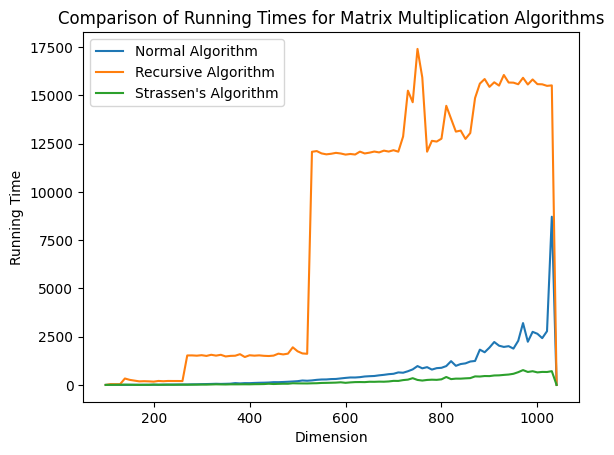 Comparison of Running Times for Matrix Multiplication Algorithms
Normal Algorithm
Recursive Algorithm
Strassen's Algorithm
Running Time
17500
15000
12500
10000
7500
5000
2500
0
200
400
600
800
1000
Dimension